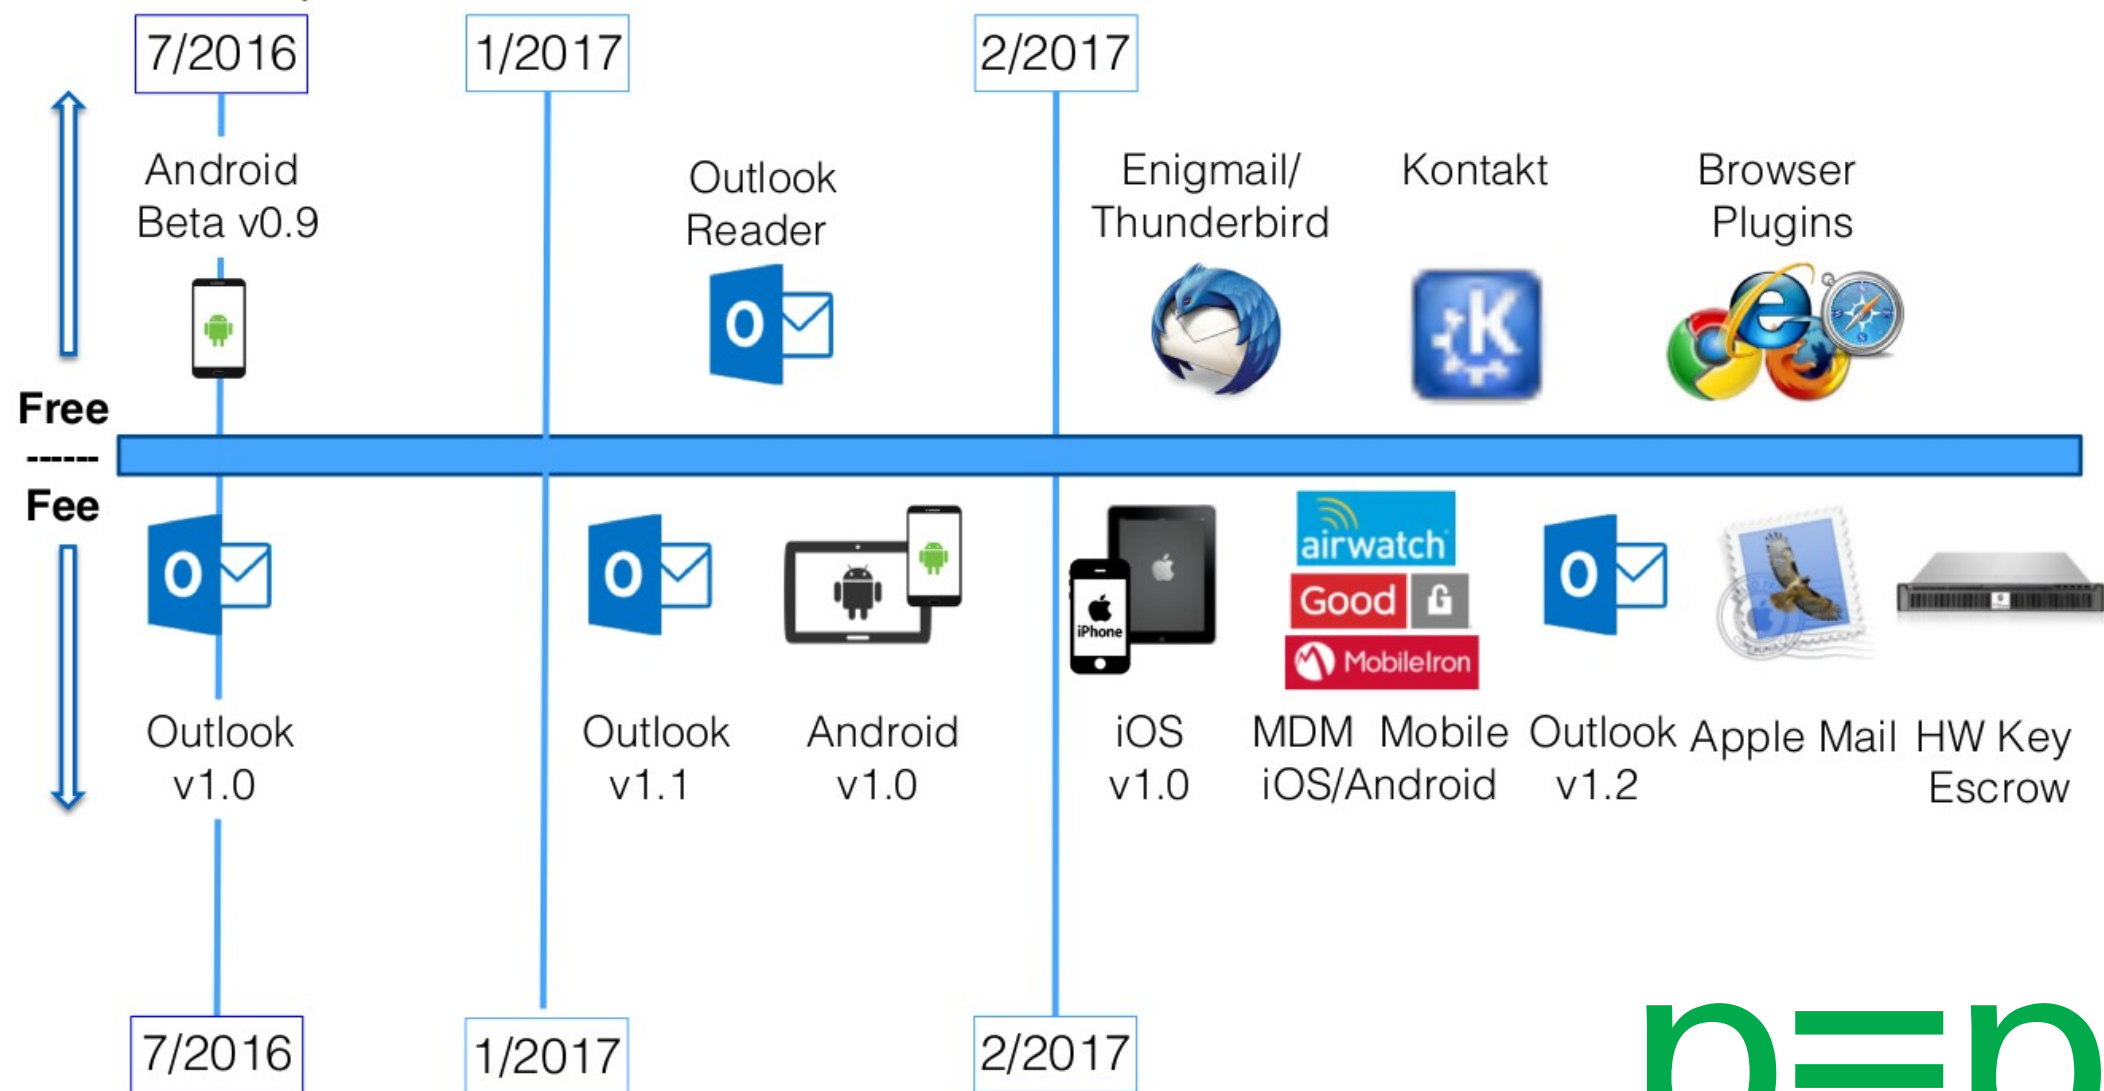 7/2016
1/2017
2/2017
Android
Beta v0.9
Outlook
Reader
Enigmail/
Thunderbird
Kontakt
Browser
Plugins
Free
------
Fee
airwatch
Good
MobileIron
iPhone
Outlook
v1.0
Outlook
v1.1
Android
v1.0
iOS
v1.0
MDM Mobile
iOS/Android
Outlook
v1.2
Apple Mail
HW Key
Escrow
7/2016
1/2017
2/2017
p≡p